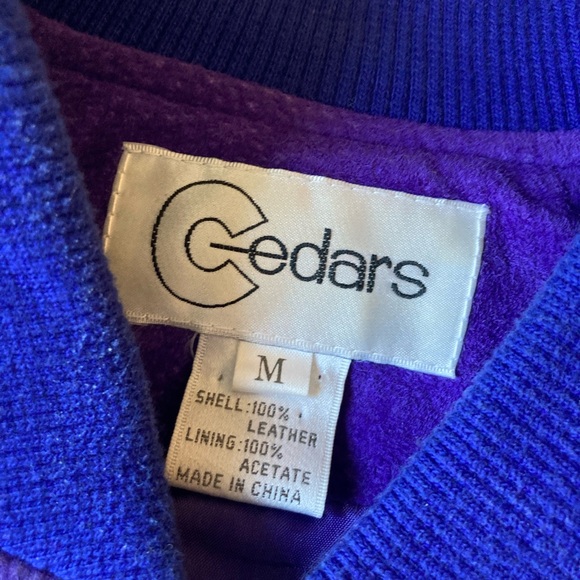 Cedars
M
SHELL:100%
LEATHER
LINING:100%
ACETATE
MADE IN CHINA